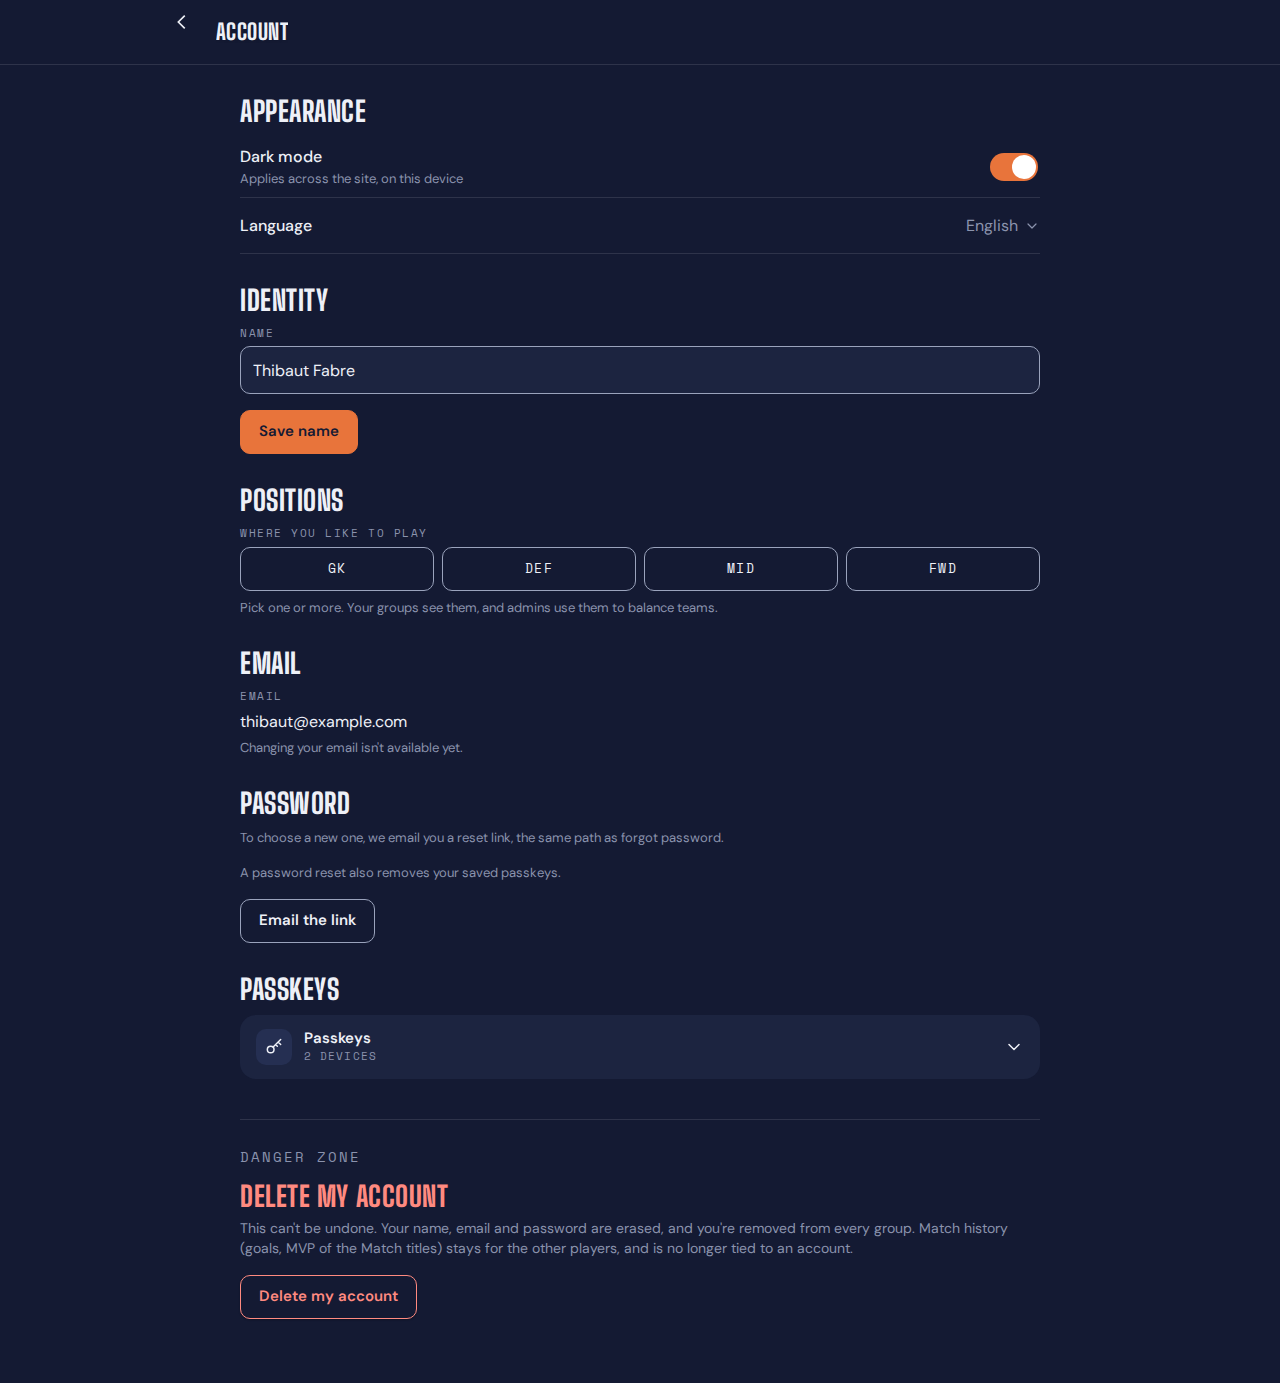 ACCOUNT
APPEARANCE
Dark mode
Applies across the site, on this device
Language
English
IDENTITY
NAME
Thibaut Fabre
Save name
POSITIONS
WHERE YOU LIKE TO PLAY
GK
DEF
MID
FWD
Pick one or more. Your groups see them, and admins use them to balance teams.
EMAIL
EMAIL
thibaut@example.com
Changing your email isn't available yet.
PASSWORD
To choose a new one, we email you a reset link, the same path as forgot password.
A password reset also removes your saved passkeys.
Email the link
PASSKEYS
Passkeys
2 DEVICES
DANGER ZONE
DELETE MY ACCOUNT
This can't be undone. Your name, email and password are erased, and you're removed from every group. Match history
(goals, MVP of the Match titles) stays for the other players, and is no longer tied to an account.
Delete my account